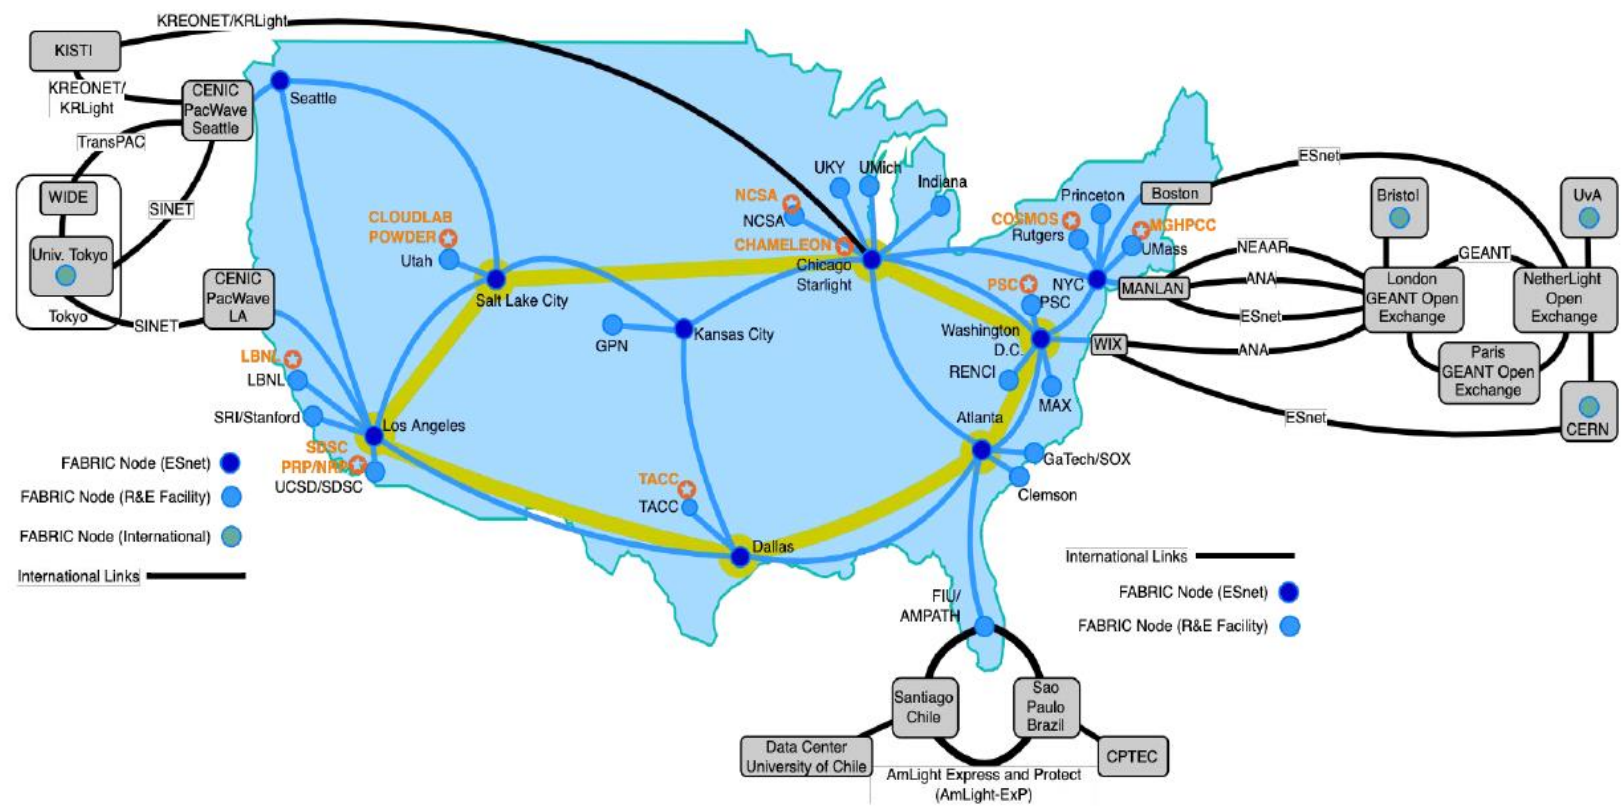 KREONET/KRLight
KISTI
KREONET/
KRLight
CENIC
PacWave
Seattle
Seattle
TransPAC
WIDE
SINET
Univ. Tokyo
Tokyo
SINET
CENIC
PacWave
LA
CLOUDLAB
POWDER
Utah
Salt Lake City
LBNL
LBNL
SRI/Stanford
Los Angeles
SDSC
PRP/NRP
UCSD/SDSC
GPN
Kansas City
TACC
TACC
Dallas
NCSA
NCSA
UKY
UMich
Indiana
CHAMELEON
Chicago
Starlight
COSMOS
Rutgers
Princeton
MGHPCC
UMass
Boston
NYC
MANLAN
PSC
PSC
Washington
D.C.
WIX
RENCI
MAX
Atlanta
GaTech/SOX
Clemson
FIU/
AMPATH
Santiago
Chile
Sao
Paulo
Brazil
Data Center
University of Chile
CPTEC
AmLight Express and Protect
(AmLight-ExP)
ESnet
NEAAR
ANA
ESnet
ANA
ESnet
Bristol
London
GEANT Open
Exchange
GEANT
UvA
NetherLight
Open
Exchange
Paris
GEANT Open
Exchange
CERN
FABRIC Node (ESnet)
FABRIC Node (R&E Facility)
FABRIC Node (International)
International Links
International Links
FABRIC Node (ESnet)
FABRIC Node (R&E Facility)